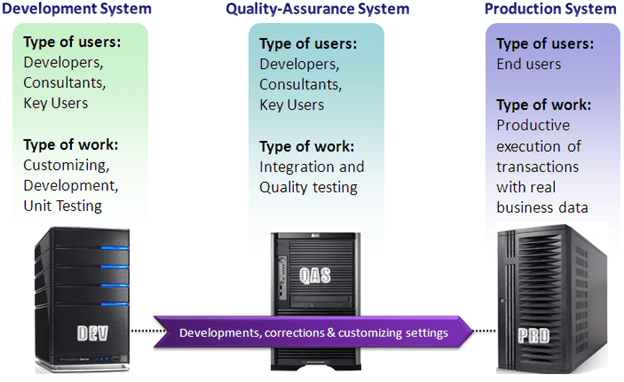 Development System
Type of users:
Developers,
Consultants,
Key Users
Type of work:
Customizing,
Development,
Unit Testing
DEV
Quality-Assurance System
Type of users:
Developers,
Consultants,
Key Users
Type of work:
Integration and
Quality testing
QAS
Production System
Type of users:
End users
Type of work:
Productive
execution of
transactions
with real
business data
PRD
Developments, corrections & customizing settings